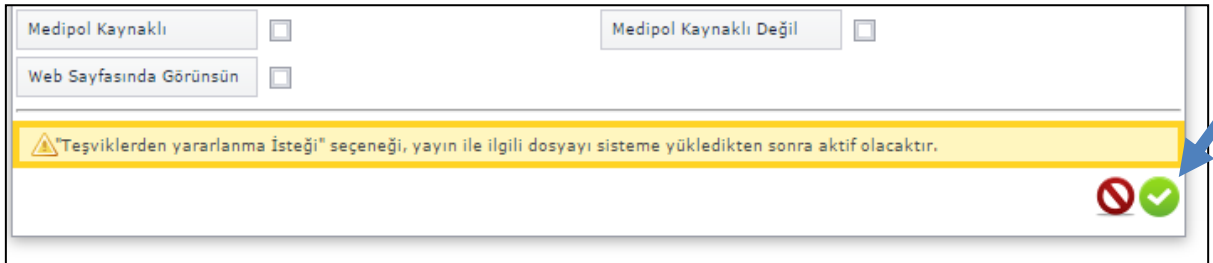 Medipol Kaynaklı Medipol Kaynaklı Değil
Web Sayfasında Görünsün
"Teşviklerden yararlanma İsteği" seçeneği, yayın ile ilgili dosyayı sisteme yükledikten sonra aktif olacaktır.